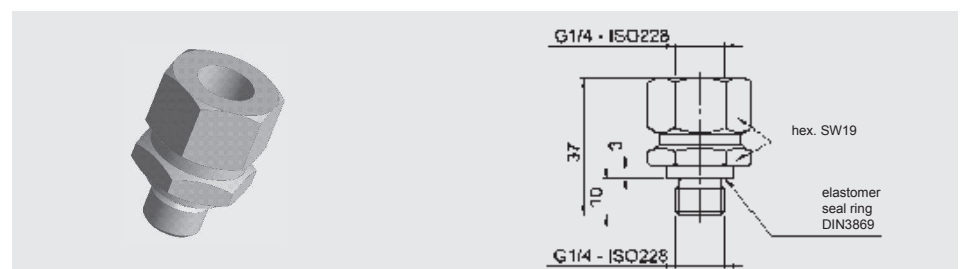 G1/4 - ISO228
hex. SW19
37
3
10
elastomer
seal ring
DIN3869
G1/4 - ISO228